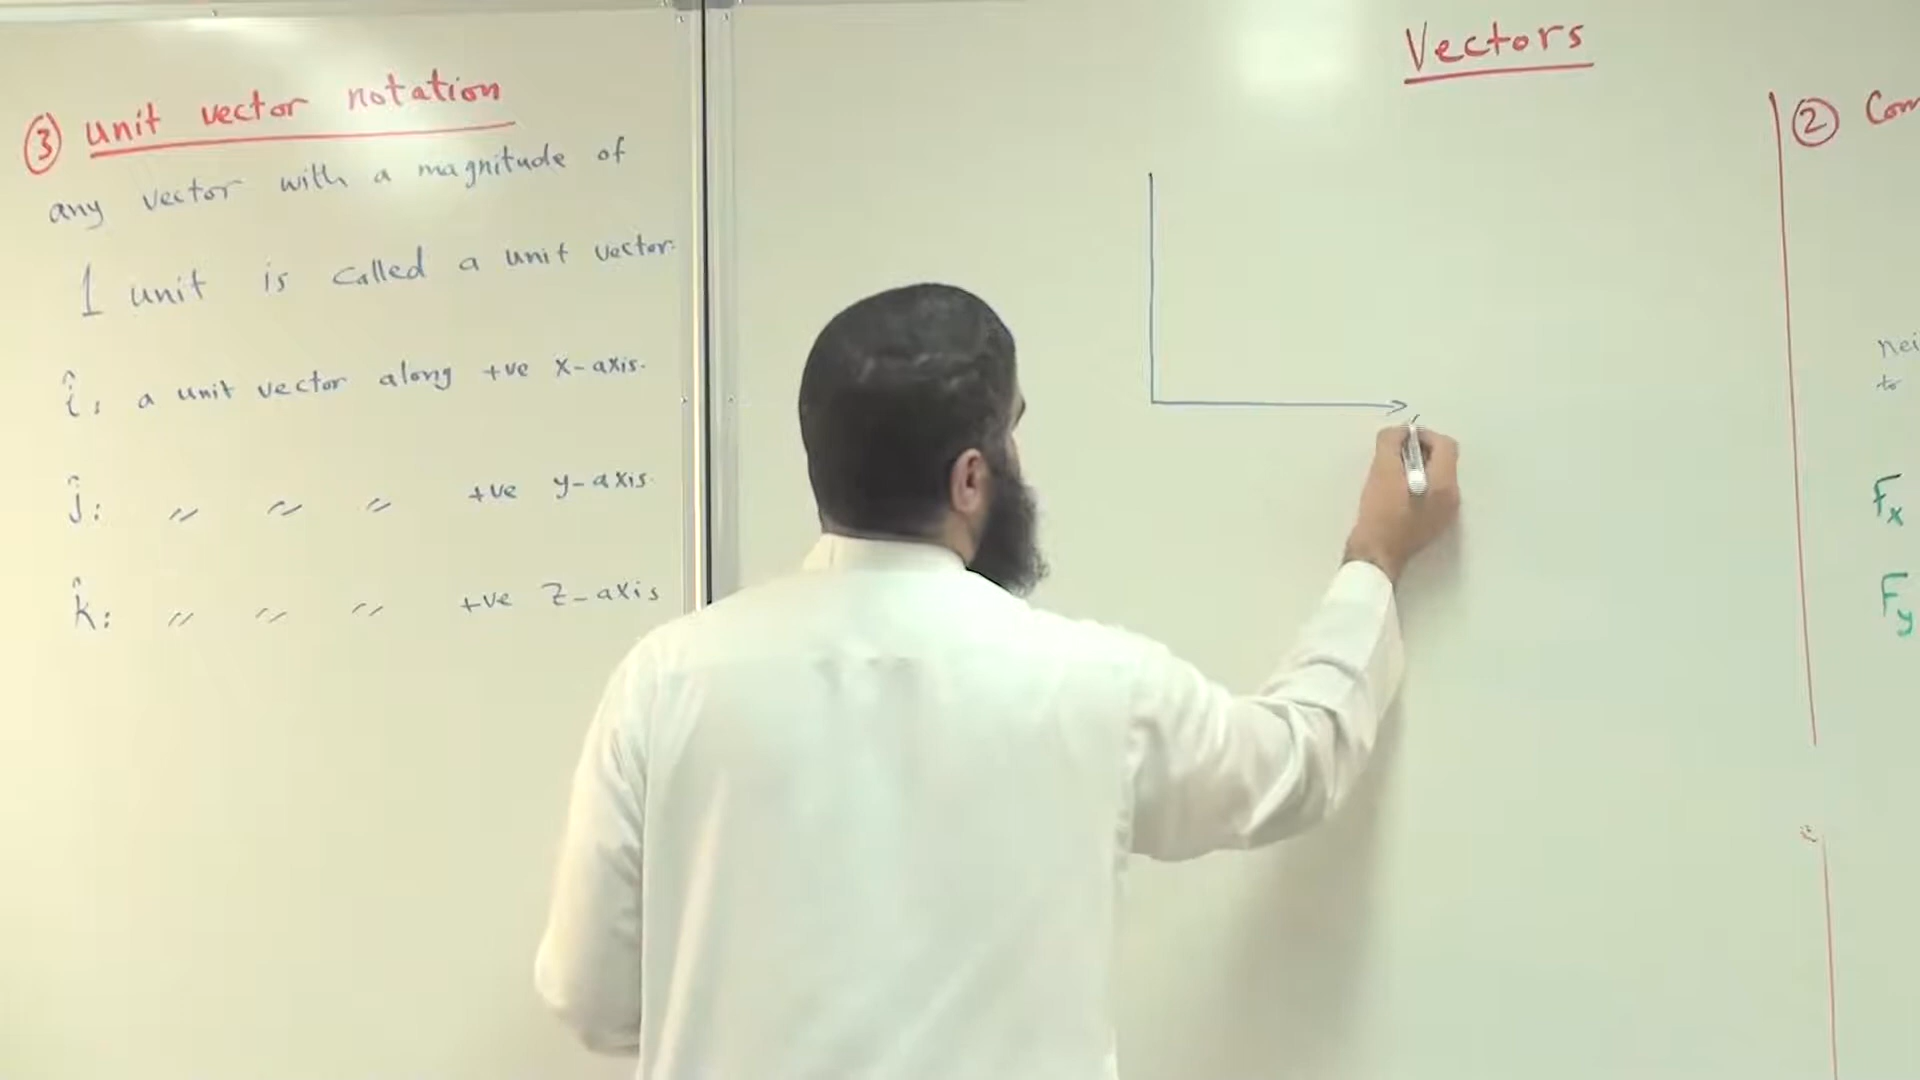 Vectors
③ unit vector notation
any vector with a magnitude of
1 unit is called a unit vector.
î: a unit vector along +ve x-axis.
ĵ: 〃 〃 〃 +ve y-axis.
k̂: 〃 〃 〃 +ve z-axis
②
to
Fx
Fy